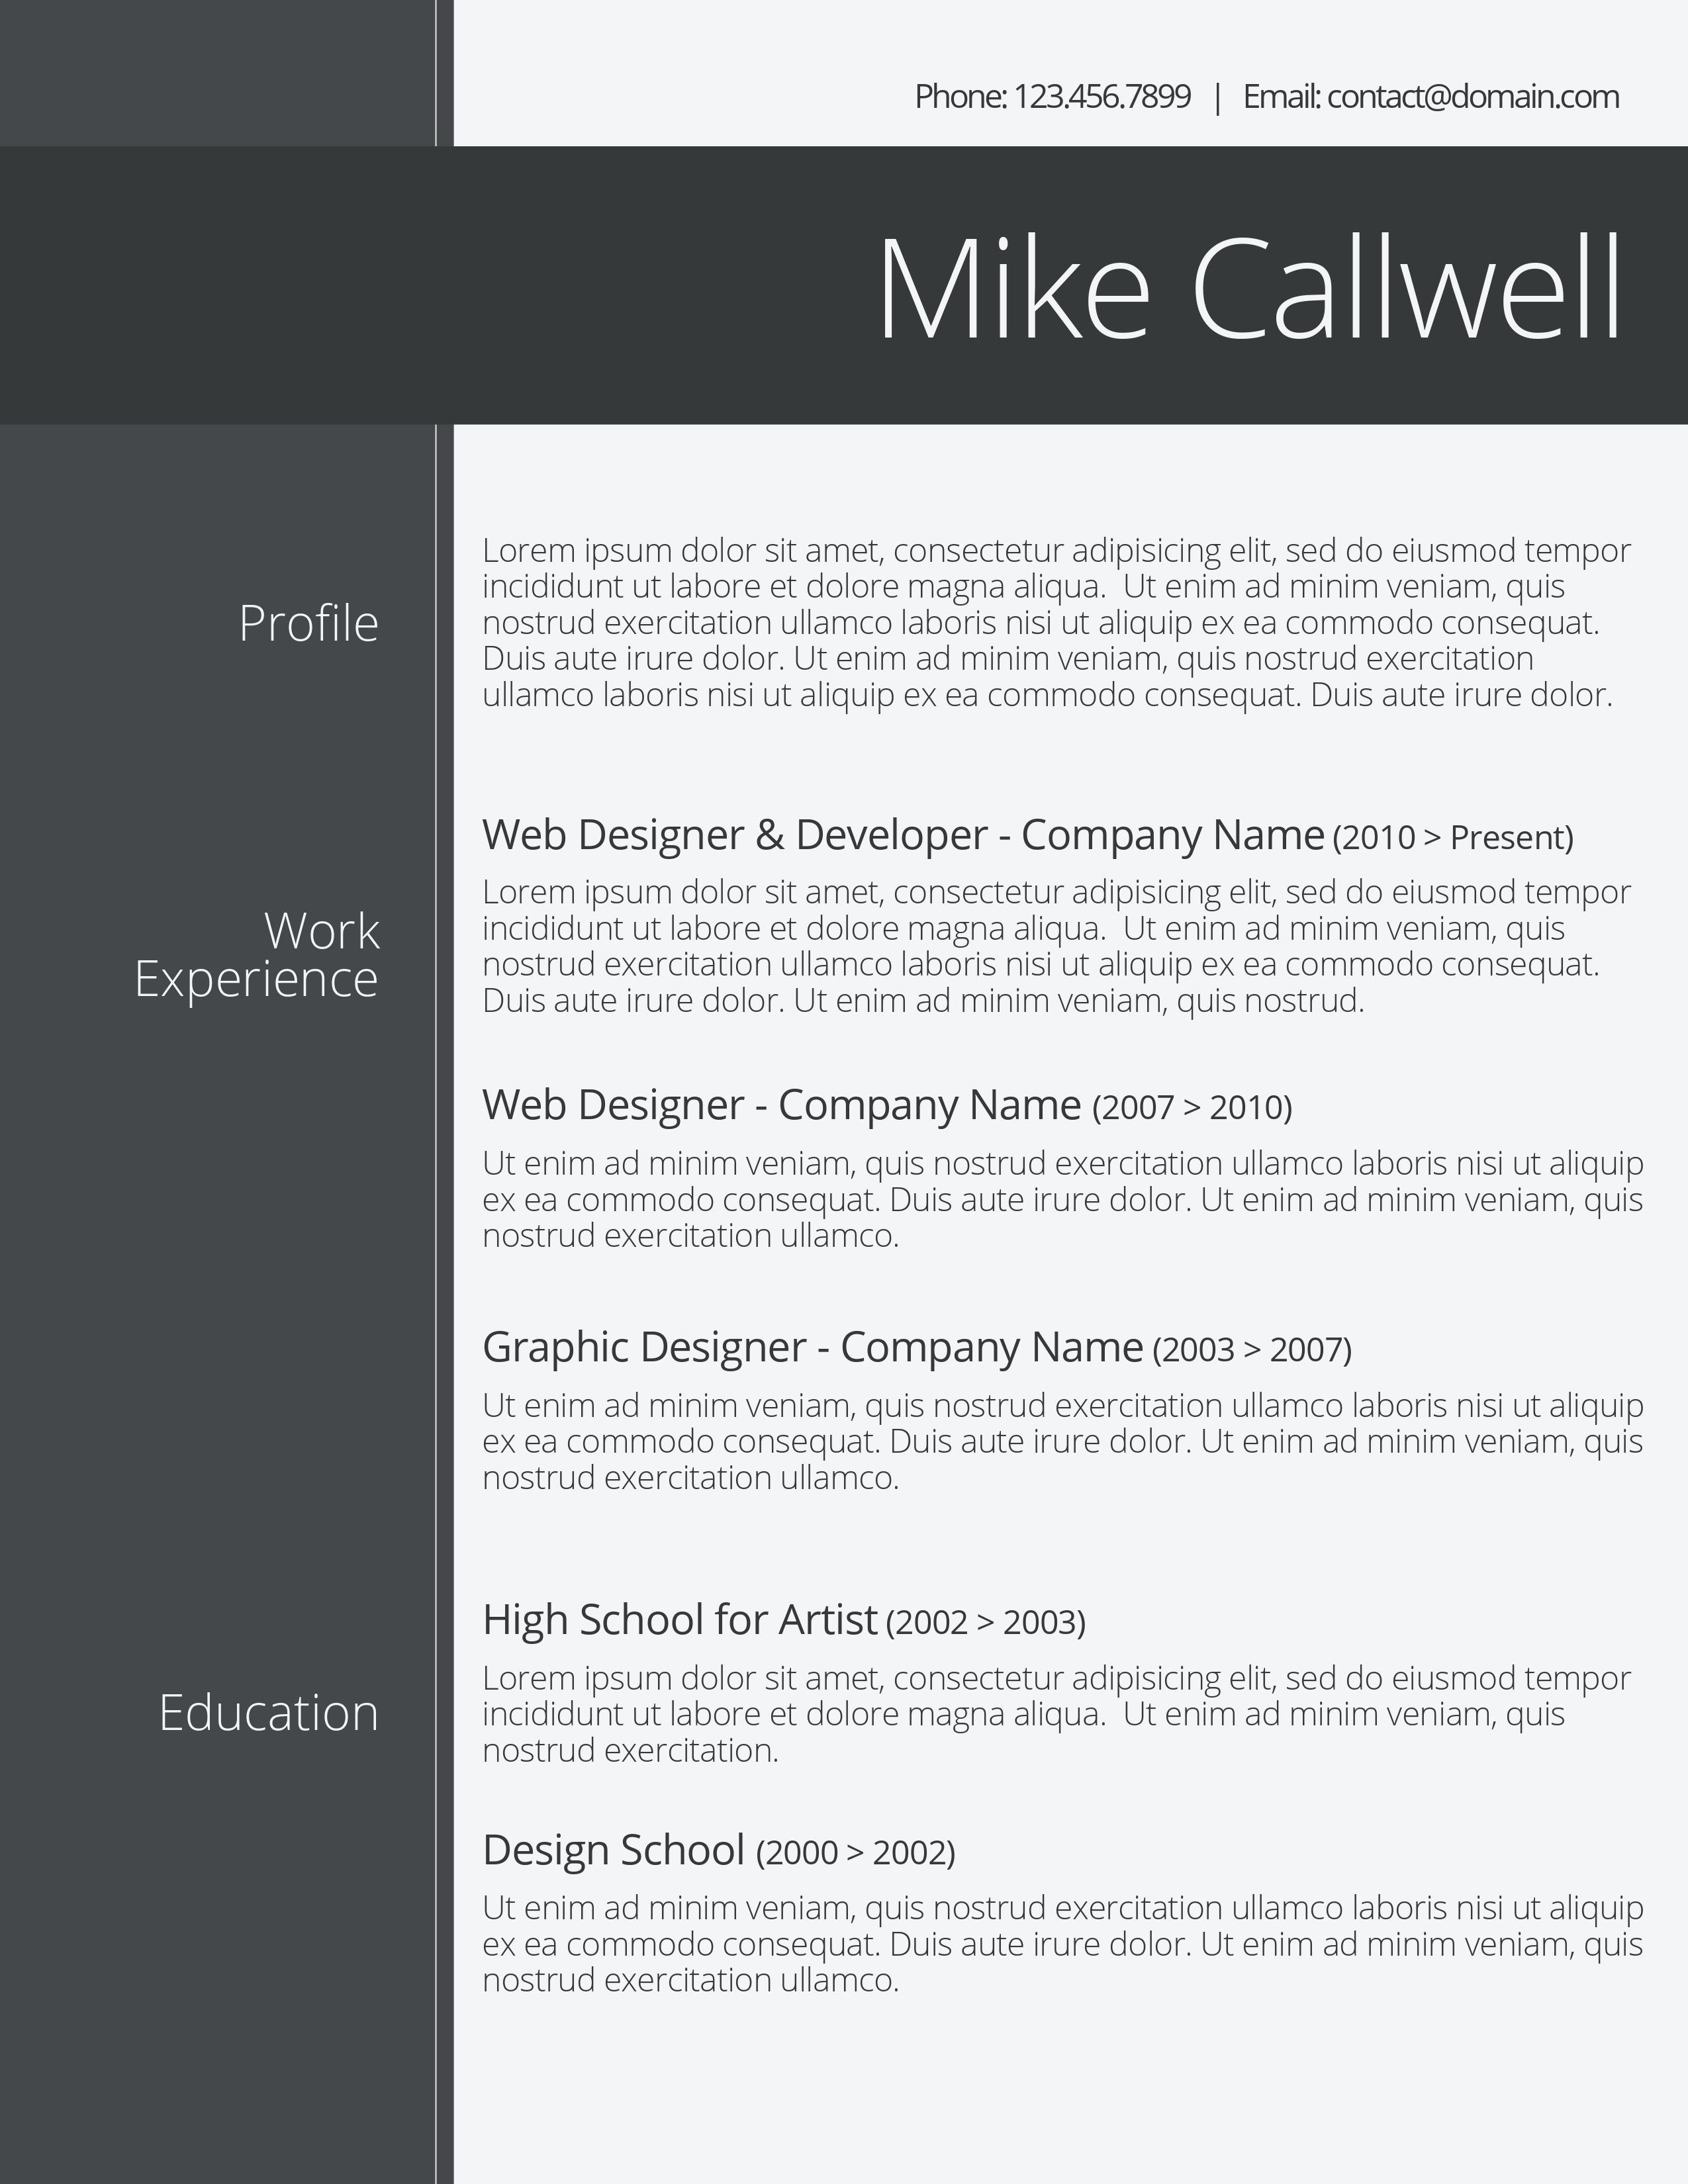 Phone: 123.456.7899 | Email: contact@domain.com
Mike Callwell
Profile
Lorem ipsum dolor sit amet, consectetur adipisicing elit, sed do eiusmod tempor
incididunt ut labore et dolore magna aliqua.  Ut enim ad minim veniam, quis
nostrud exercitation ullamco laboris nisi ut aliquip ex ea commodo consequat.
Duis aute irure dolor. Ut enim ad minim veniam, quis nostrud exercitation
ullamco laboris nisi ut aliquip ex ea commodo consequat. Duis aute irure dolor.
Work
Experience
Web Designer & Developer - Company Name (2010 > Present)
Lorem ipsum dolor sit amet, consectetur adipisicing elit, sed do eiusmod tempor
incididunt ut labore et dolore magna aliqua.  Ut enim ad minim veniam, quis
nostrud exercitation ullamco laboris nisi ut aliquip ex ea commodo consequat.
Duis aute irure dolor. Ut enim ad minim veniam, quis nostrud.
Web Designer - Company Name (2007 > 2010)
Ut enim ad minim veniam, quis nostrud exercitation ullamco laboris nisi ut aliquip
ex ea commodo consequat. Duis aute irure dolor. Ut enim ad minim veniam, quis
nostrud exercitation ullamco.
Graphic Designer - Company Name (2003 > 2007)
Ut enim ad minim veniam, quis nostrud exercitation ullamco laboris nisi ut aliquip
ex ea commodo consequat. Duis aute irure dolor. Ut enim ad minim veniam, quis
nostrud exercitation ullamco.
Education
High School for Artist (2002 > 2003)
Lorem ipsum dolor sit amet, consectetur adipisicing elit, sed do eiusmod tempor
incididunt ut labore et dolore magna aliqua.  Ut enim ad minim veniam, quis
nostrud exercitation.
Design School (2000 > 2002)
Ut enim ad minim veniam, quis nostrud exercitation ullamco laboris nisi ut aliquip
ex ea commodo consequat. Duis aute irure dolor. Ut enim ad minim veniam, quis
nostrud exercitation ullamco.